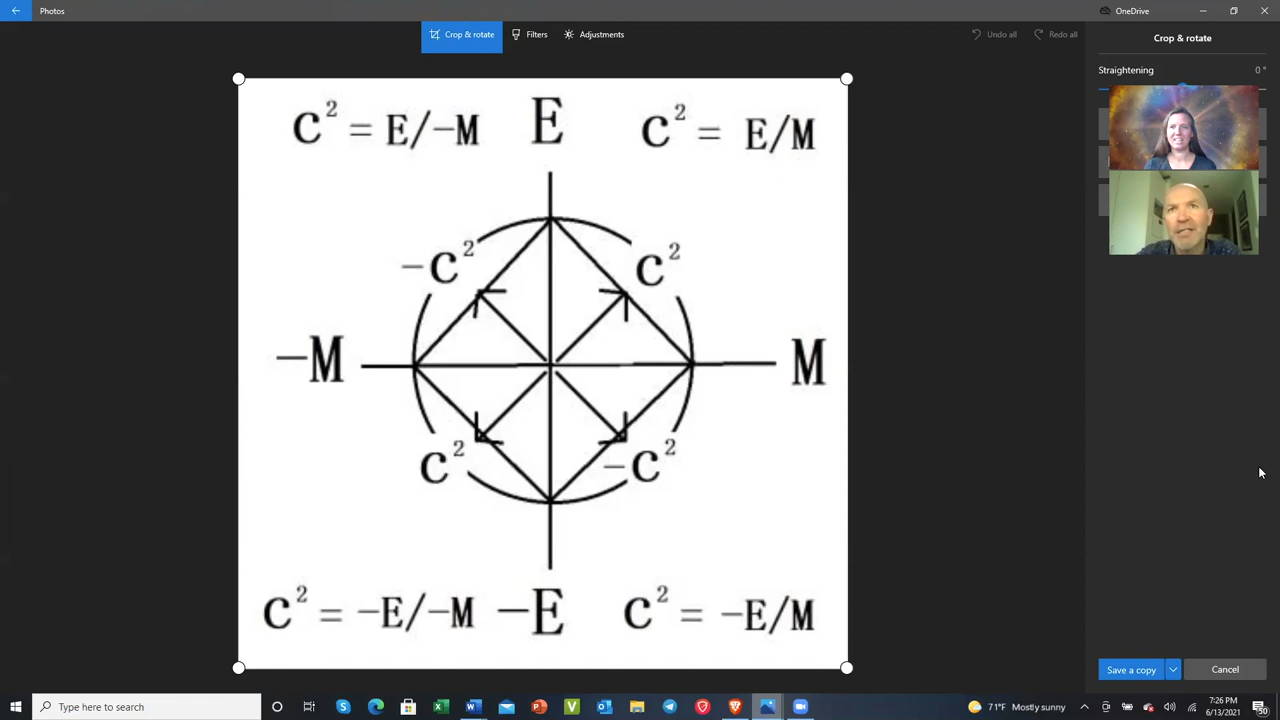 Photos
OneDrive
Crop & rotate
Filters
Adjustments
Undo all
Redo all
Crop & rotate
Straightening
0 °
C² = E/−M
E
C² = E/M
−C²
C²
−M
M
C²
−C²
C² = −E/−M
−E
C² = −E/M
Save a copy
Cancel
Type here to search
71°F Mostly sunny
7:26 PM
6/13/2021